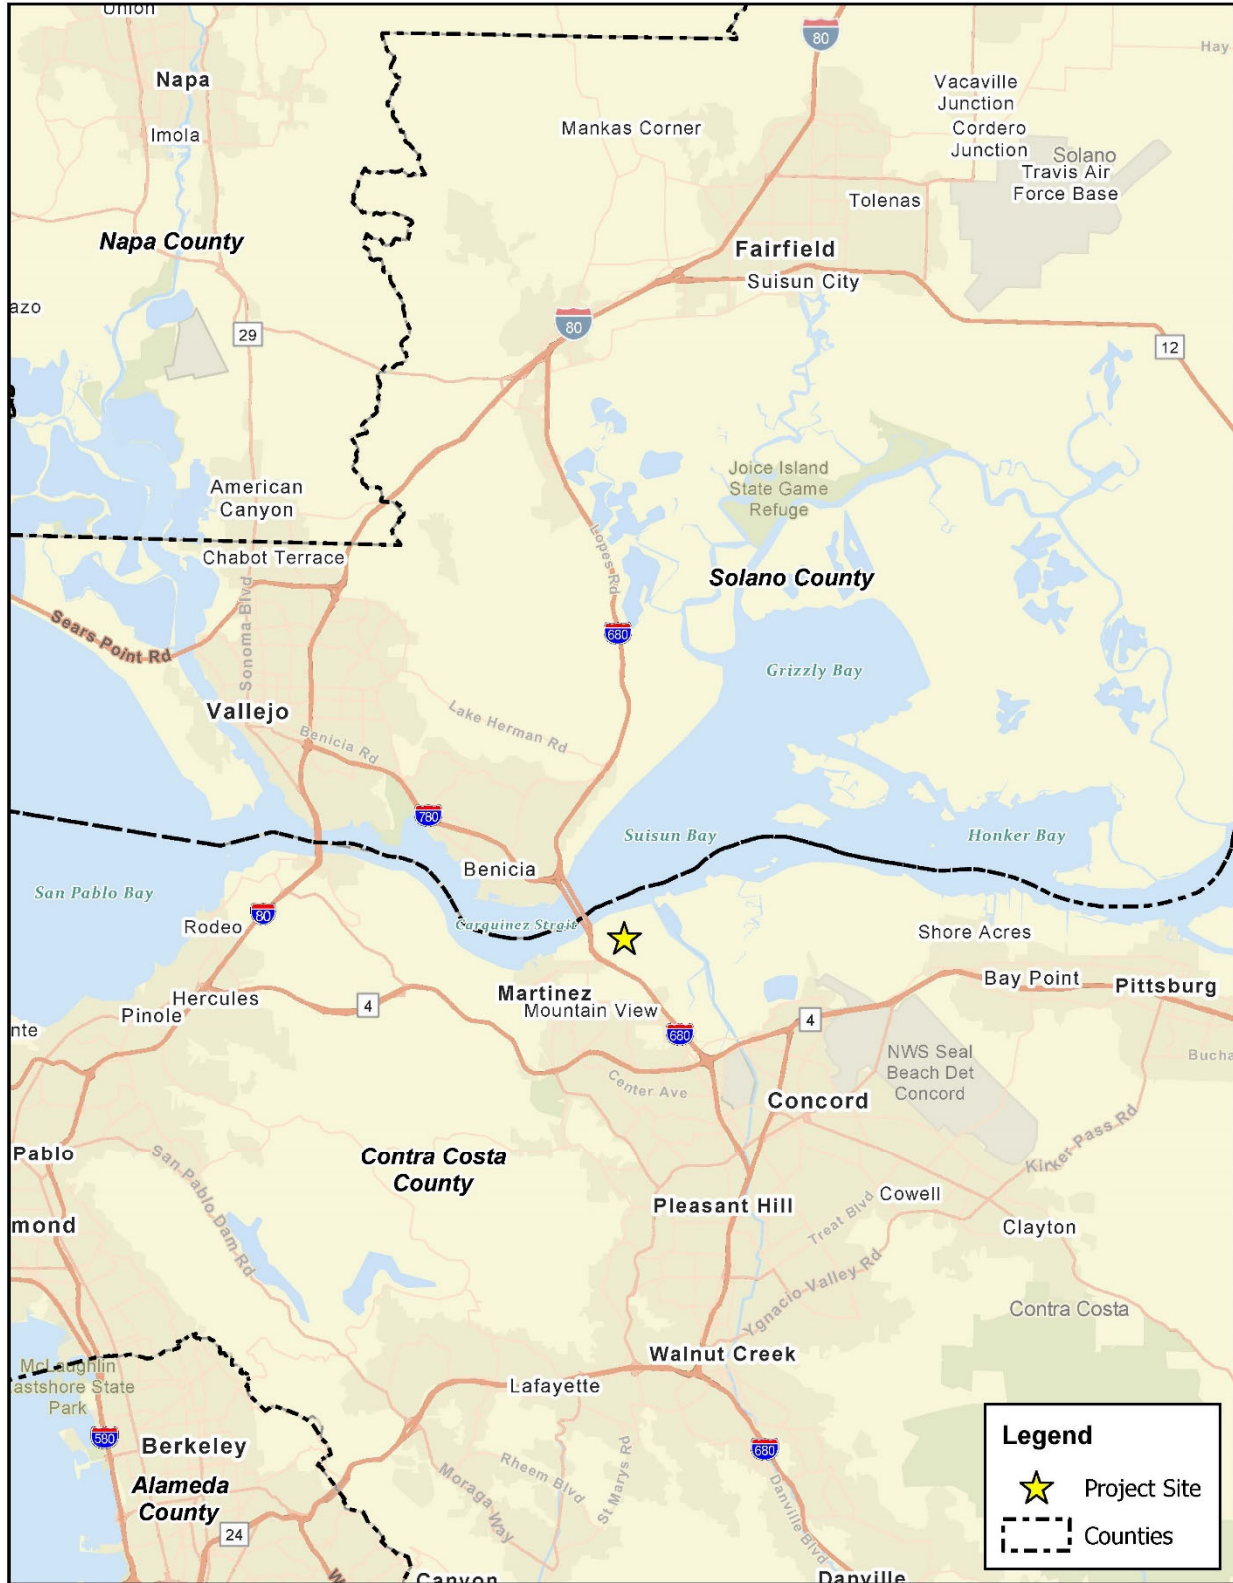 Union
80
Hay
Napa
Vacaville
Junction
Mankas Corner
Cordero
Junction
Imola
Solano
Travis Air
Force Base
Tolenas
Napa County
Fairfield
Suisun City
azo
80
29
12
Joice Island
State Game
Refuge
American
Canyon
Lopes Rd
Chabot Terrace
Solano County
Sonoma Blvd
Sears Point Rd
680
Grizzly Bay
Vallejo
Lake Herman Rd
Benicia Rd
780
Suisun Bay
Honker Bay
Benicia
San Pablo Bay
80
Rodeo
Carquinez Strait
Shore Acres
Bay Point
Pittsburg
Hercules
4
Martinez
Mountain View
Pinole
nte
4
680
NWS Seal
Beach Det
Concord
Bucha
Center Ave
Concord
Kirker Pass Rd
Pablo
San Pablo Dam Rd
Contra Costa
County
Cowell
Pleasant Hill
Treat Blvd
mond
Clayton
Ygnacio Valley Rd
Contra Costa
Walnut Creek
McLaughlin
Eastshore State
Park
Lafayette
580
Berkeley
680
Rheem Blvd
St Marys Rd
Moraga Way
Danville Blvd
Alameda
County
24
W
Canyon
Danville
Legend
Project Site
Counties